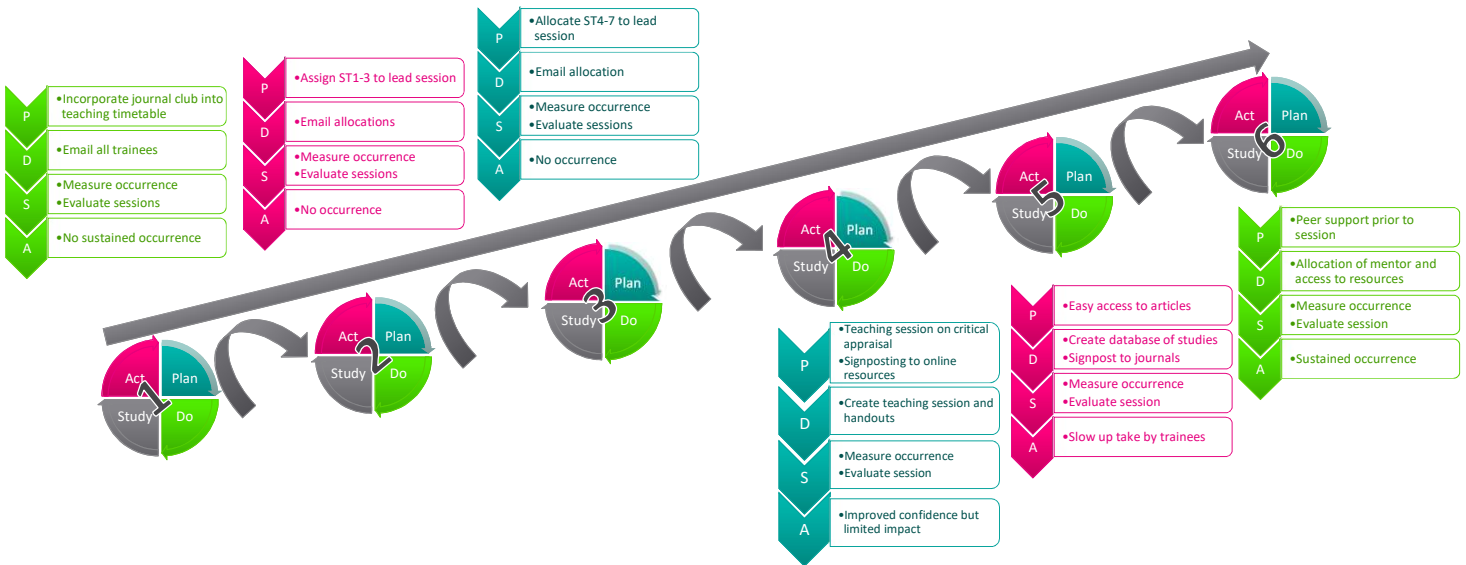 P
•Incorporate journal club into
teaching timetable
D
•Email all trainees
S
•Measure occurrence
•Evaluate sessions
A
•No sustained occurrence
P
•Assign ST1-3 to lead session
D
•Email allocations
S
•Measure occurrence
•Evaluate sessions
A
•No occurrence
P
•Allocate ST4-7 to lead
session
D
•Email allocation
S
•Measure occurrence
•Evaluate sessions
A
•No occurrence
Act
Plan
1
Study
Do
Act
Plan
2
Study
Do
Act
Plan
3
Study
Do
Act
Plan
4
Study
Do
Act
Plan
5
Study
Do
Act
Plan
6
Study
Do
P
•Teaching session on critical
appraisal
•Signposting to online
resources
D
•Create teaching session and
handouts
S
•Measure occurrence
•Evaluate session
A
•Improved confidence but
limited impact
P
•Easy access to articles
D
•Create database of studies
•Signpost to journals
S
•Measure occurrence
•Evaluate session
A
•Slow up take by trainees
P
•Peer support prior to
session
D
•Allocation of mentor and
access to resources
S
•Measure occurrence
•Evaluate session
A
•Sustained occurrence